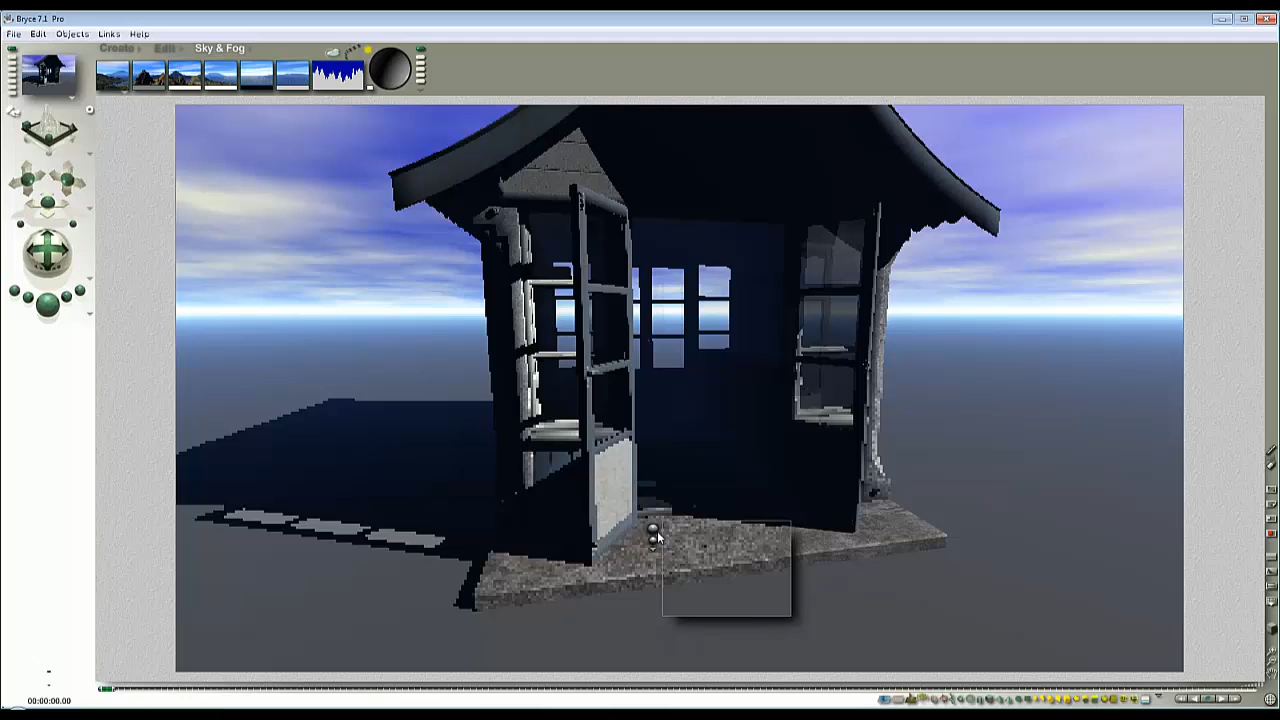 Bryce 7.1 Pro
File Edit Objects Links Help
Create Edit Sky & Fog
00:00:00.00